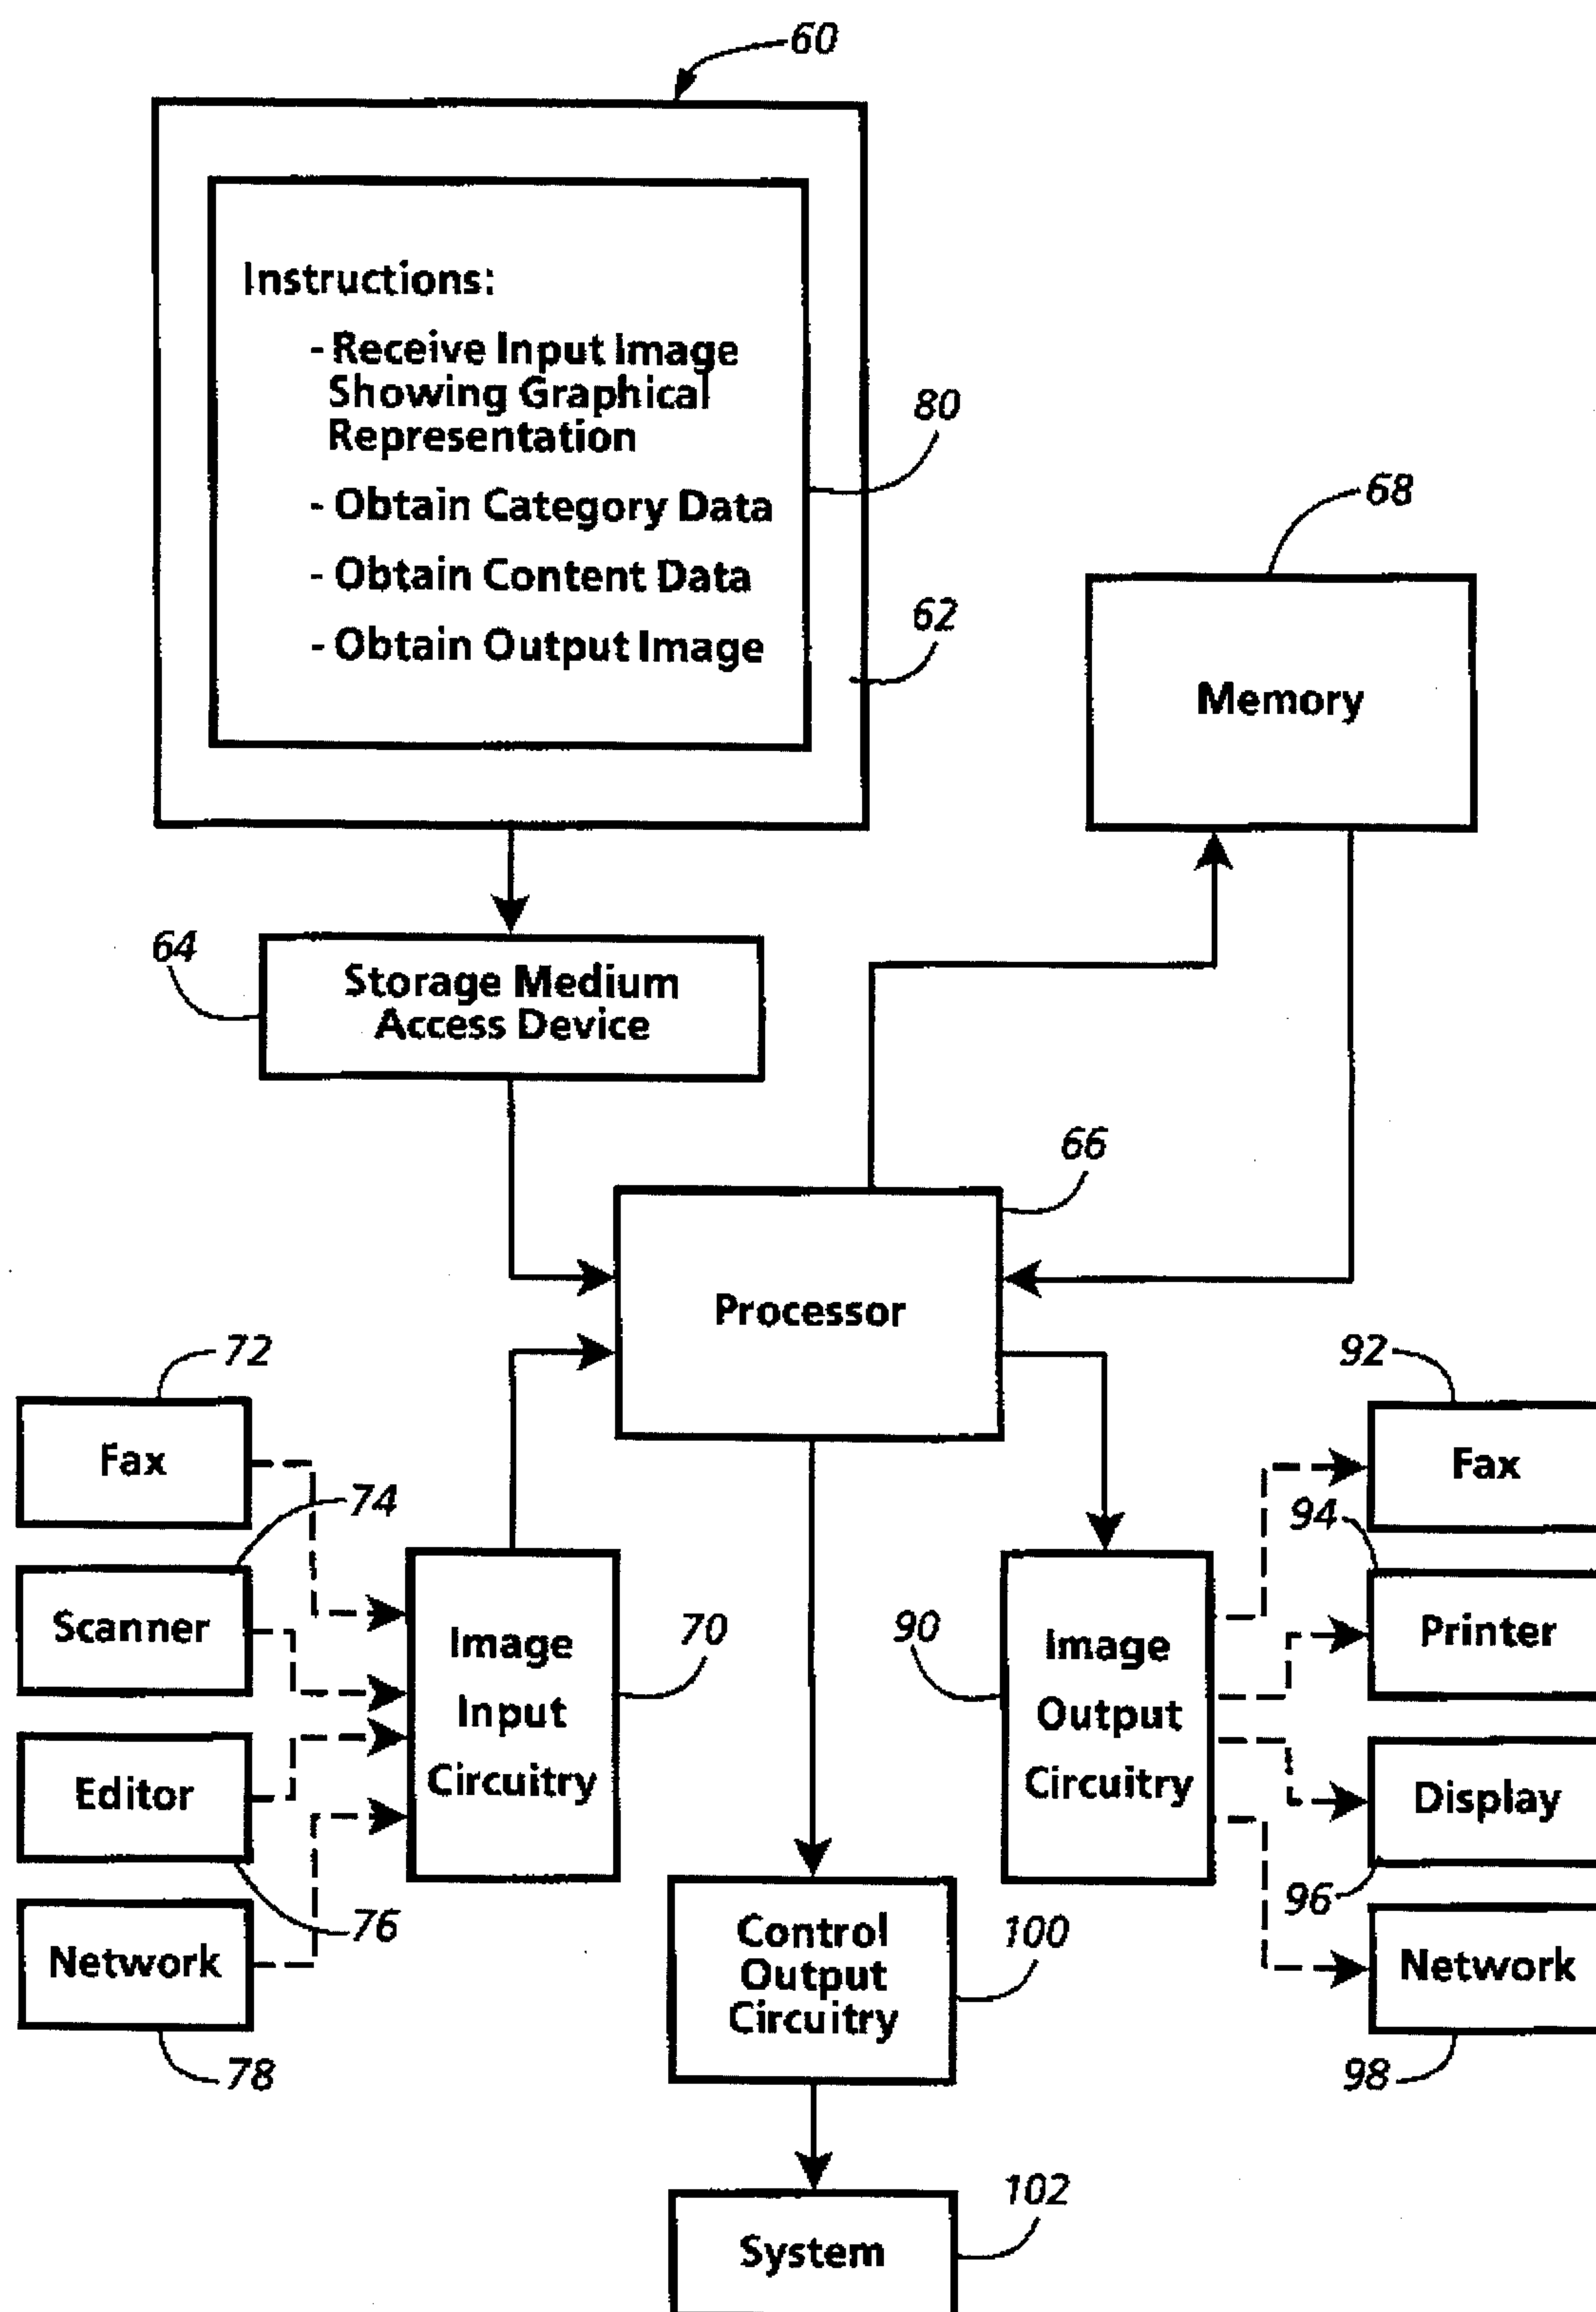 60
Instructions:
- Receive Input Image
Showing Graphical
Representation
- Obtain Category Data
- Obtain Content Data
- Obtain Output Image
80
62
68
Memory
64
Storage Medium
Access Device
66
Processor
72
Fax
74
Scanner
Editor
76
Network
78
Image
Input
Circuitry
70
90
Image
Output
Circuitry
92
Fax
94
Printer
Display
96
Network
98
Control
Output
Circuitry
100
System
102